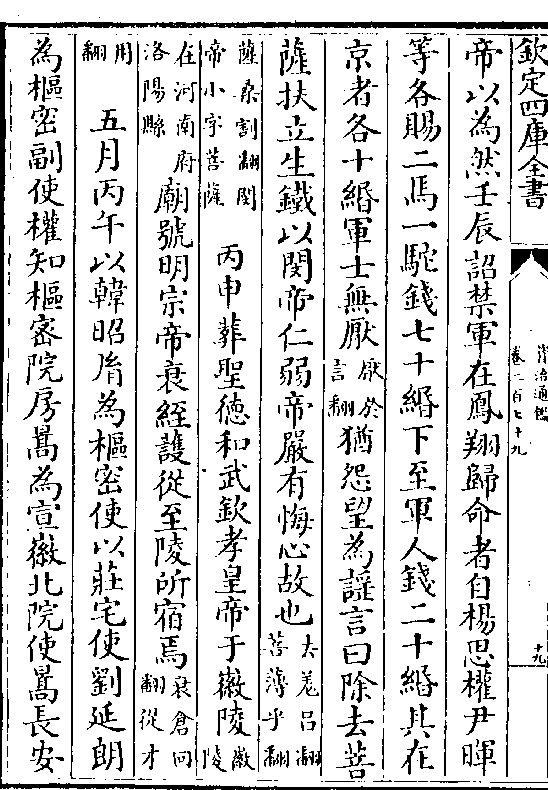 欽定四庫全書
資治通鑑
卷二百七十九
十九
帝以為然壬辰詔禁軍在鳳翔歸命者自楊思權尹暉
等各賜二馬一駝錢七十緡下至軍人錢二十緡其在
京者各十緡軍士無厭厭於言翻猶怨望為謡言曰除去菩
薩扶立生鐵以閔帝仁弱帝嚴有悔心故也去羌吕翻菩薄乎翻
薩桑割翻閔帝小字菩薩　丙申葬聖德和武欽孝皇帝于徽陵徽陵
在河南府洛陽縣廟號明宗帝衰絰護從至陵所宿焉衰倉回翻從才
用翻　五月丙午以韓昭胤為樞密使以莊宅使劉延朗
為樞密副使權知樞密院房暠為宣徽北院使暠長安